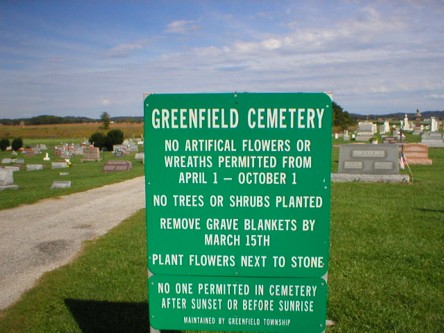 GREENFIELD CEMETERY
NO ARTIFICAL FLOWERS OR
WREATHS PERMITTED FROM
APRIL 1 – OCTOBER 1
NO TREES OR SHRUBS PLANTED
REMOVE GRAVE BLANKETS BY
MARCH 15TH
PLANT FLOWERS NEXT TO STONE
NO ONE PERMITTED IN CEMETERY
AFTER SUNSET OR BEFORE SUNRISE
MAINTAINED BY GREENFIELD TOWNSHIP